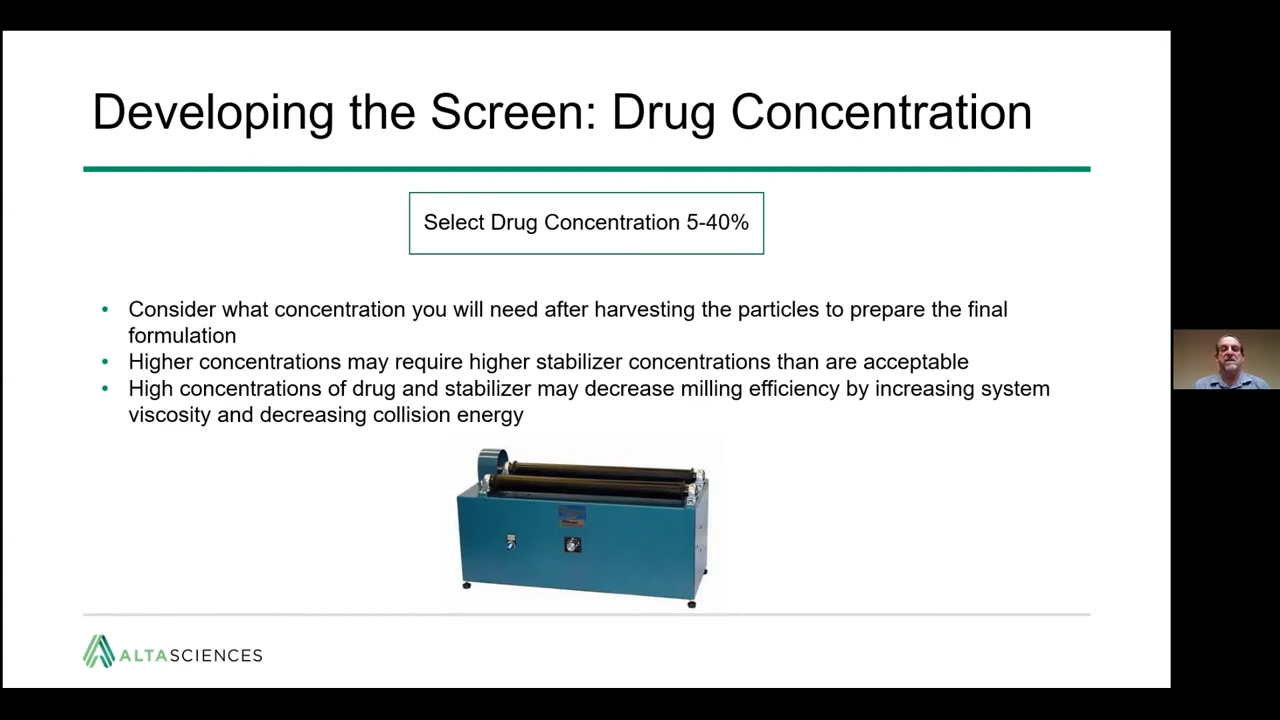 Developing the Screen: Drug Concentration
Select Drug Concentration 5-40%
• Consider what concentration you will need after harvesting the particles to prepare the final
formulation
• Higher concentrations may require higher stabilizer concentrations than are acceptable
• High concentrations of drug and stabilizer may decrease milling efficiency by increasing system
viscosity and decreasing collision energy
ALTASCIENCES